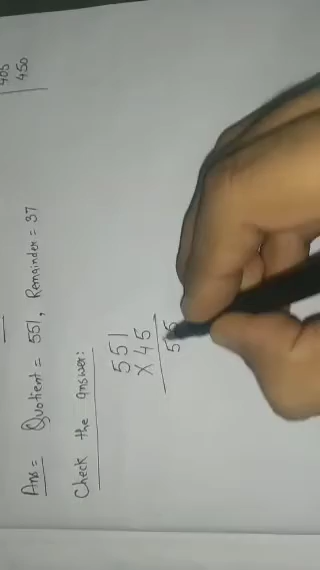 405
450
Ans = Quotient = 551, Remainder = 37
Check the answer:
551
× 45